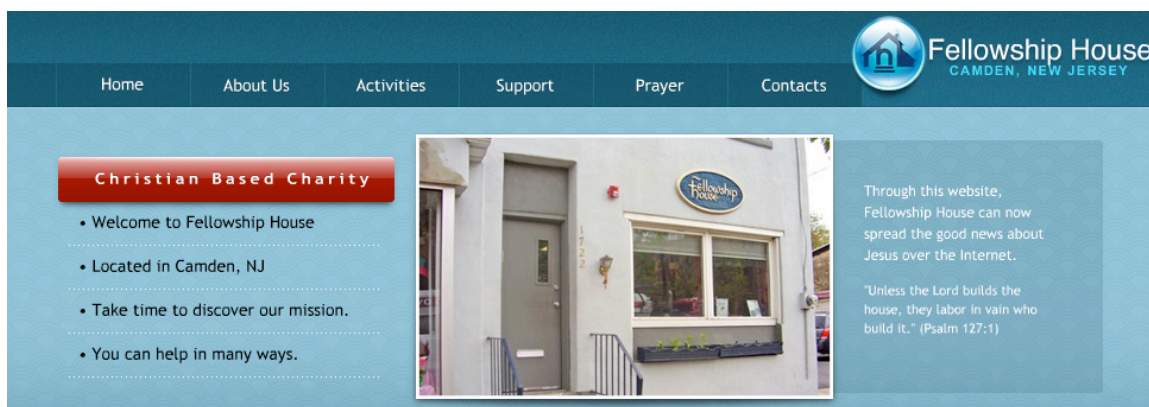 Fellowship House
CAMDEN, NEW JERSEY
Home
About Us
Activities
Support
Prayer
Contacts
Christian Based Charity
• Welcome to Fellowship House
• Located in Camden, NJ
• Take time to discover our mission.
• You can help in many ways.
Fellowship
House
1722
Through this website,
Fellowship House can now
spread the good news about
Jesus over the Internet.
"Unless the Lord builds the
house, they labor in vain who
build it." (Psalm 127:1)